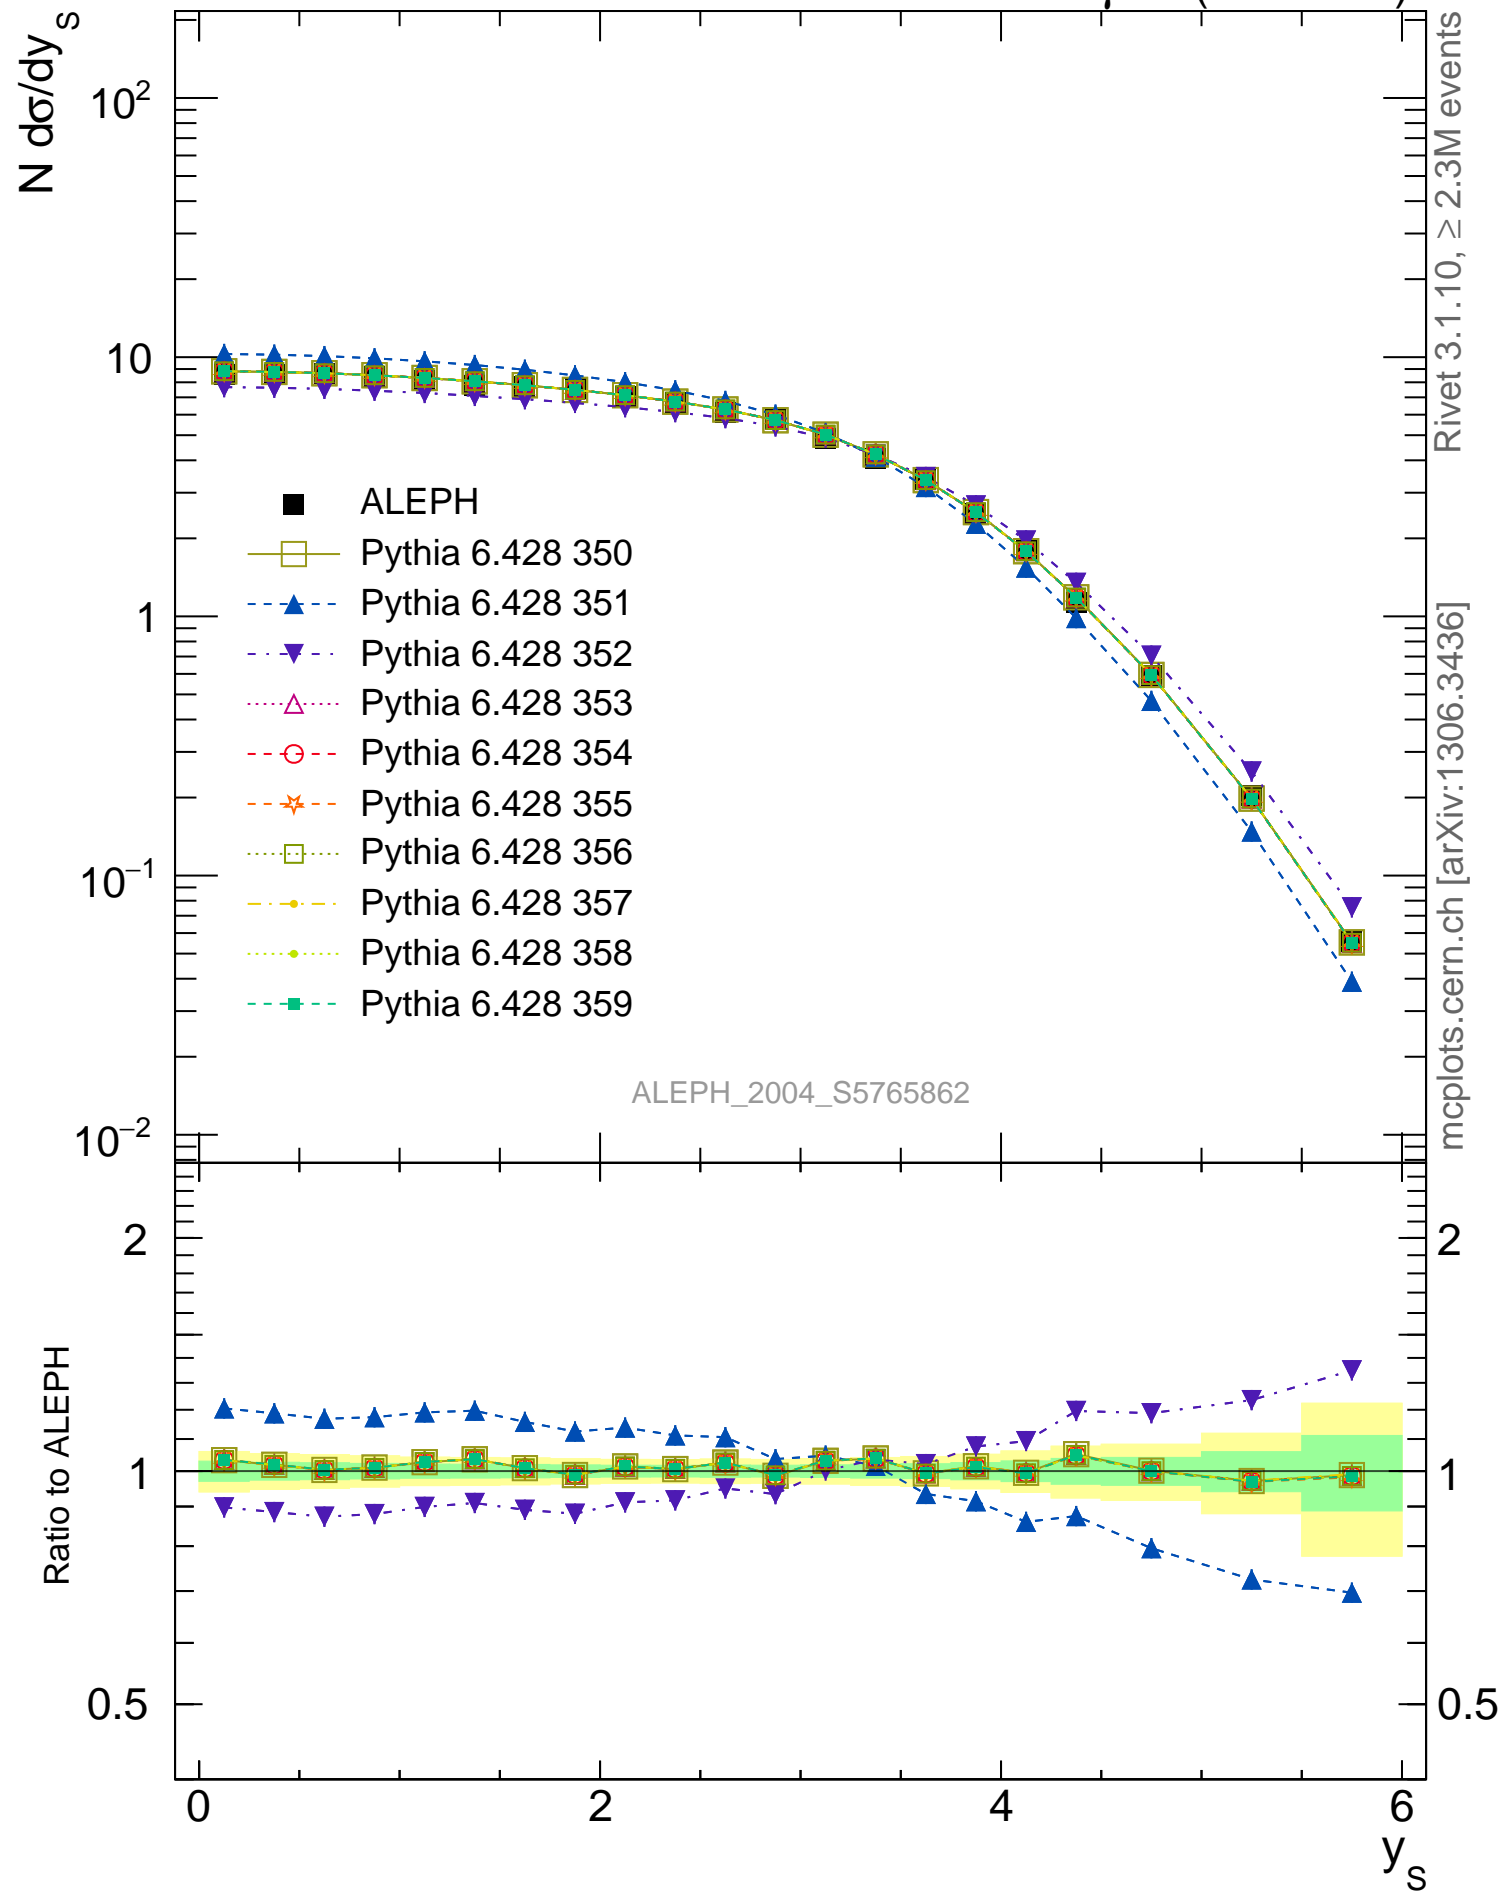 N dσ/dy_S
10²
10
1
10⁻¹
10⁻²
ALEPH
Pythia 6.428 350
Pythia 6.428 351
Pythia 6.428 352
Pythia 6.428 353
Pythia 6.428 354
Pythia 6.428 355
Pythia 6.428 356
Pythia 6.428 357
Pythia 6.428 358
Pythia 6.428 359
ALEPH_2004_S5765862
Rivet 3.1.10, ≥ 2.3M events
mcplots.cern.ch [arXiv:1306.3436]
Ratio to ALEPH
2
1
0.5
2
1
0.5
0
2
4
6
y_S